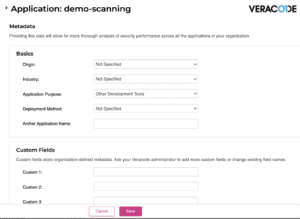 Application: demo-scanning
VERACODE
Metadata
Providing this data will allow for more thorough analysis of security performance across all the applications in your organization.
Basics
Origin: Not Specified
Industry: Not Specified
Application Purpose: Other Development Tools
Deployment Method: Not Specified
Archer Application Name:
Custom Fields
Custom fields store organization-defined metadata. Ask your Veracode administrator to add more custom fields or change existing field names.
Custom 1:
Custom 2:
Custom 3:
Cancel Save